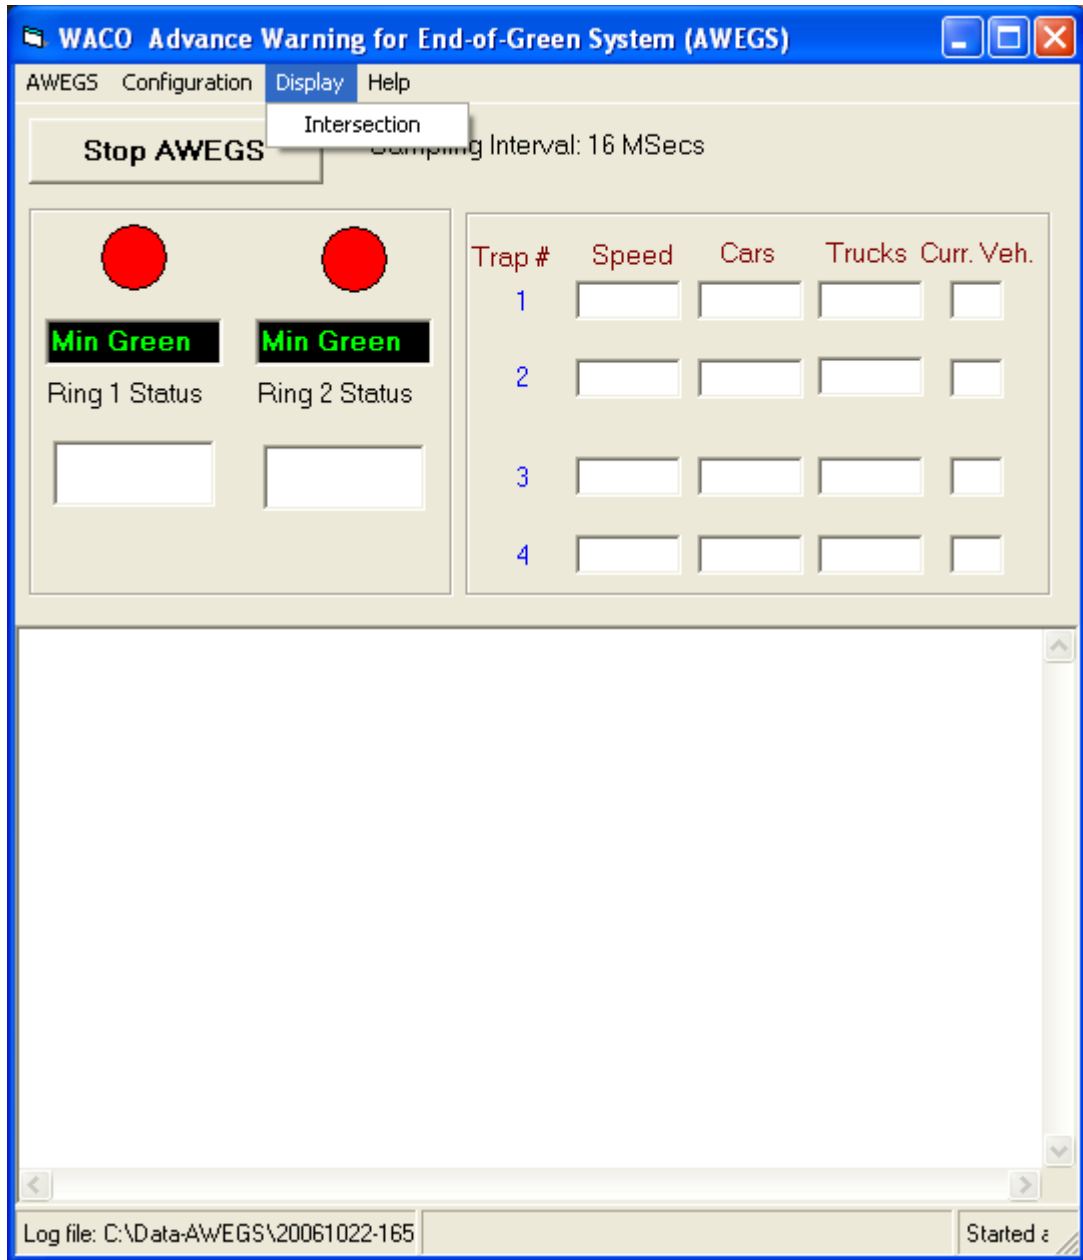 WACO Advance Warning for End-of-Green System (AWEGS)
AWEGS Configuration Display Help
Intersection
Stop AWEGS
Sampling Interval: 16 MSecs
Min Green Min Green
Ring 1 Status Ring 2 Status
Trap # Speed Cars Trucks Curr. Veh.
1
2
3
4
Log file: C:\Data-AWEGS\20061022-165
Started a